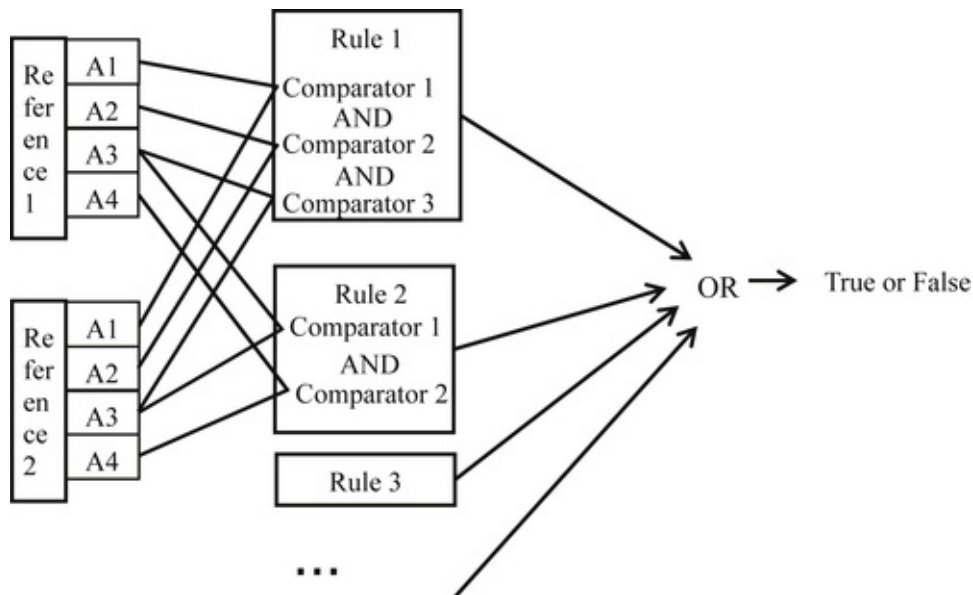 Re
fer
en
ce
1
A1
A2
A3
A4
Rule 1
Comparator 1
AND
Comparator 2
AND
Comparator 3
Re
fer
en
ce
2
A1
A2
A3
A4
Rule 2
Comparator 1
AND
Comparator 2
Rule 3
...
OR
True or False